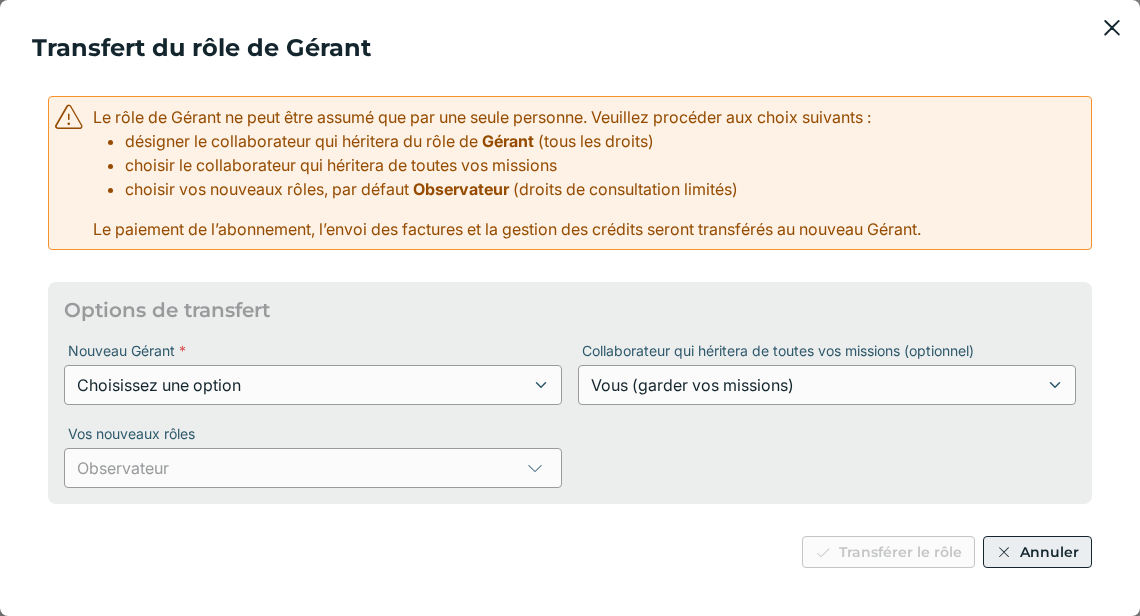 Transfert du rôle de Gérant
Le rôle de Gérant ne peut être assumé que par une seule personne. Veuillez procéder aux choix suivants :
• désigner le collaborateur qui héritera du rôle de Gérant (tous les droits)
• choisir le collaborateur qui héritera de toutes vos missions
• choisir vos nouveaux rôles, par défaut Observateur (droits de consultation limités)
Le paiement de l’abonnement, l’envoi des factures et la gestion des crédits seront transférés au nouveau Gérant.
Options de transfert
Nouveau Gérant *
Choisissez une option
Collaborateur qui héritera de toutes vos missions (optionnel)
Vous (garder vos missions)
Vos nouveaux rôles
Observateur
Transférer le rôle
Annuler